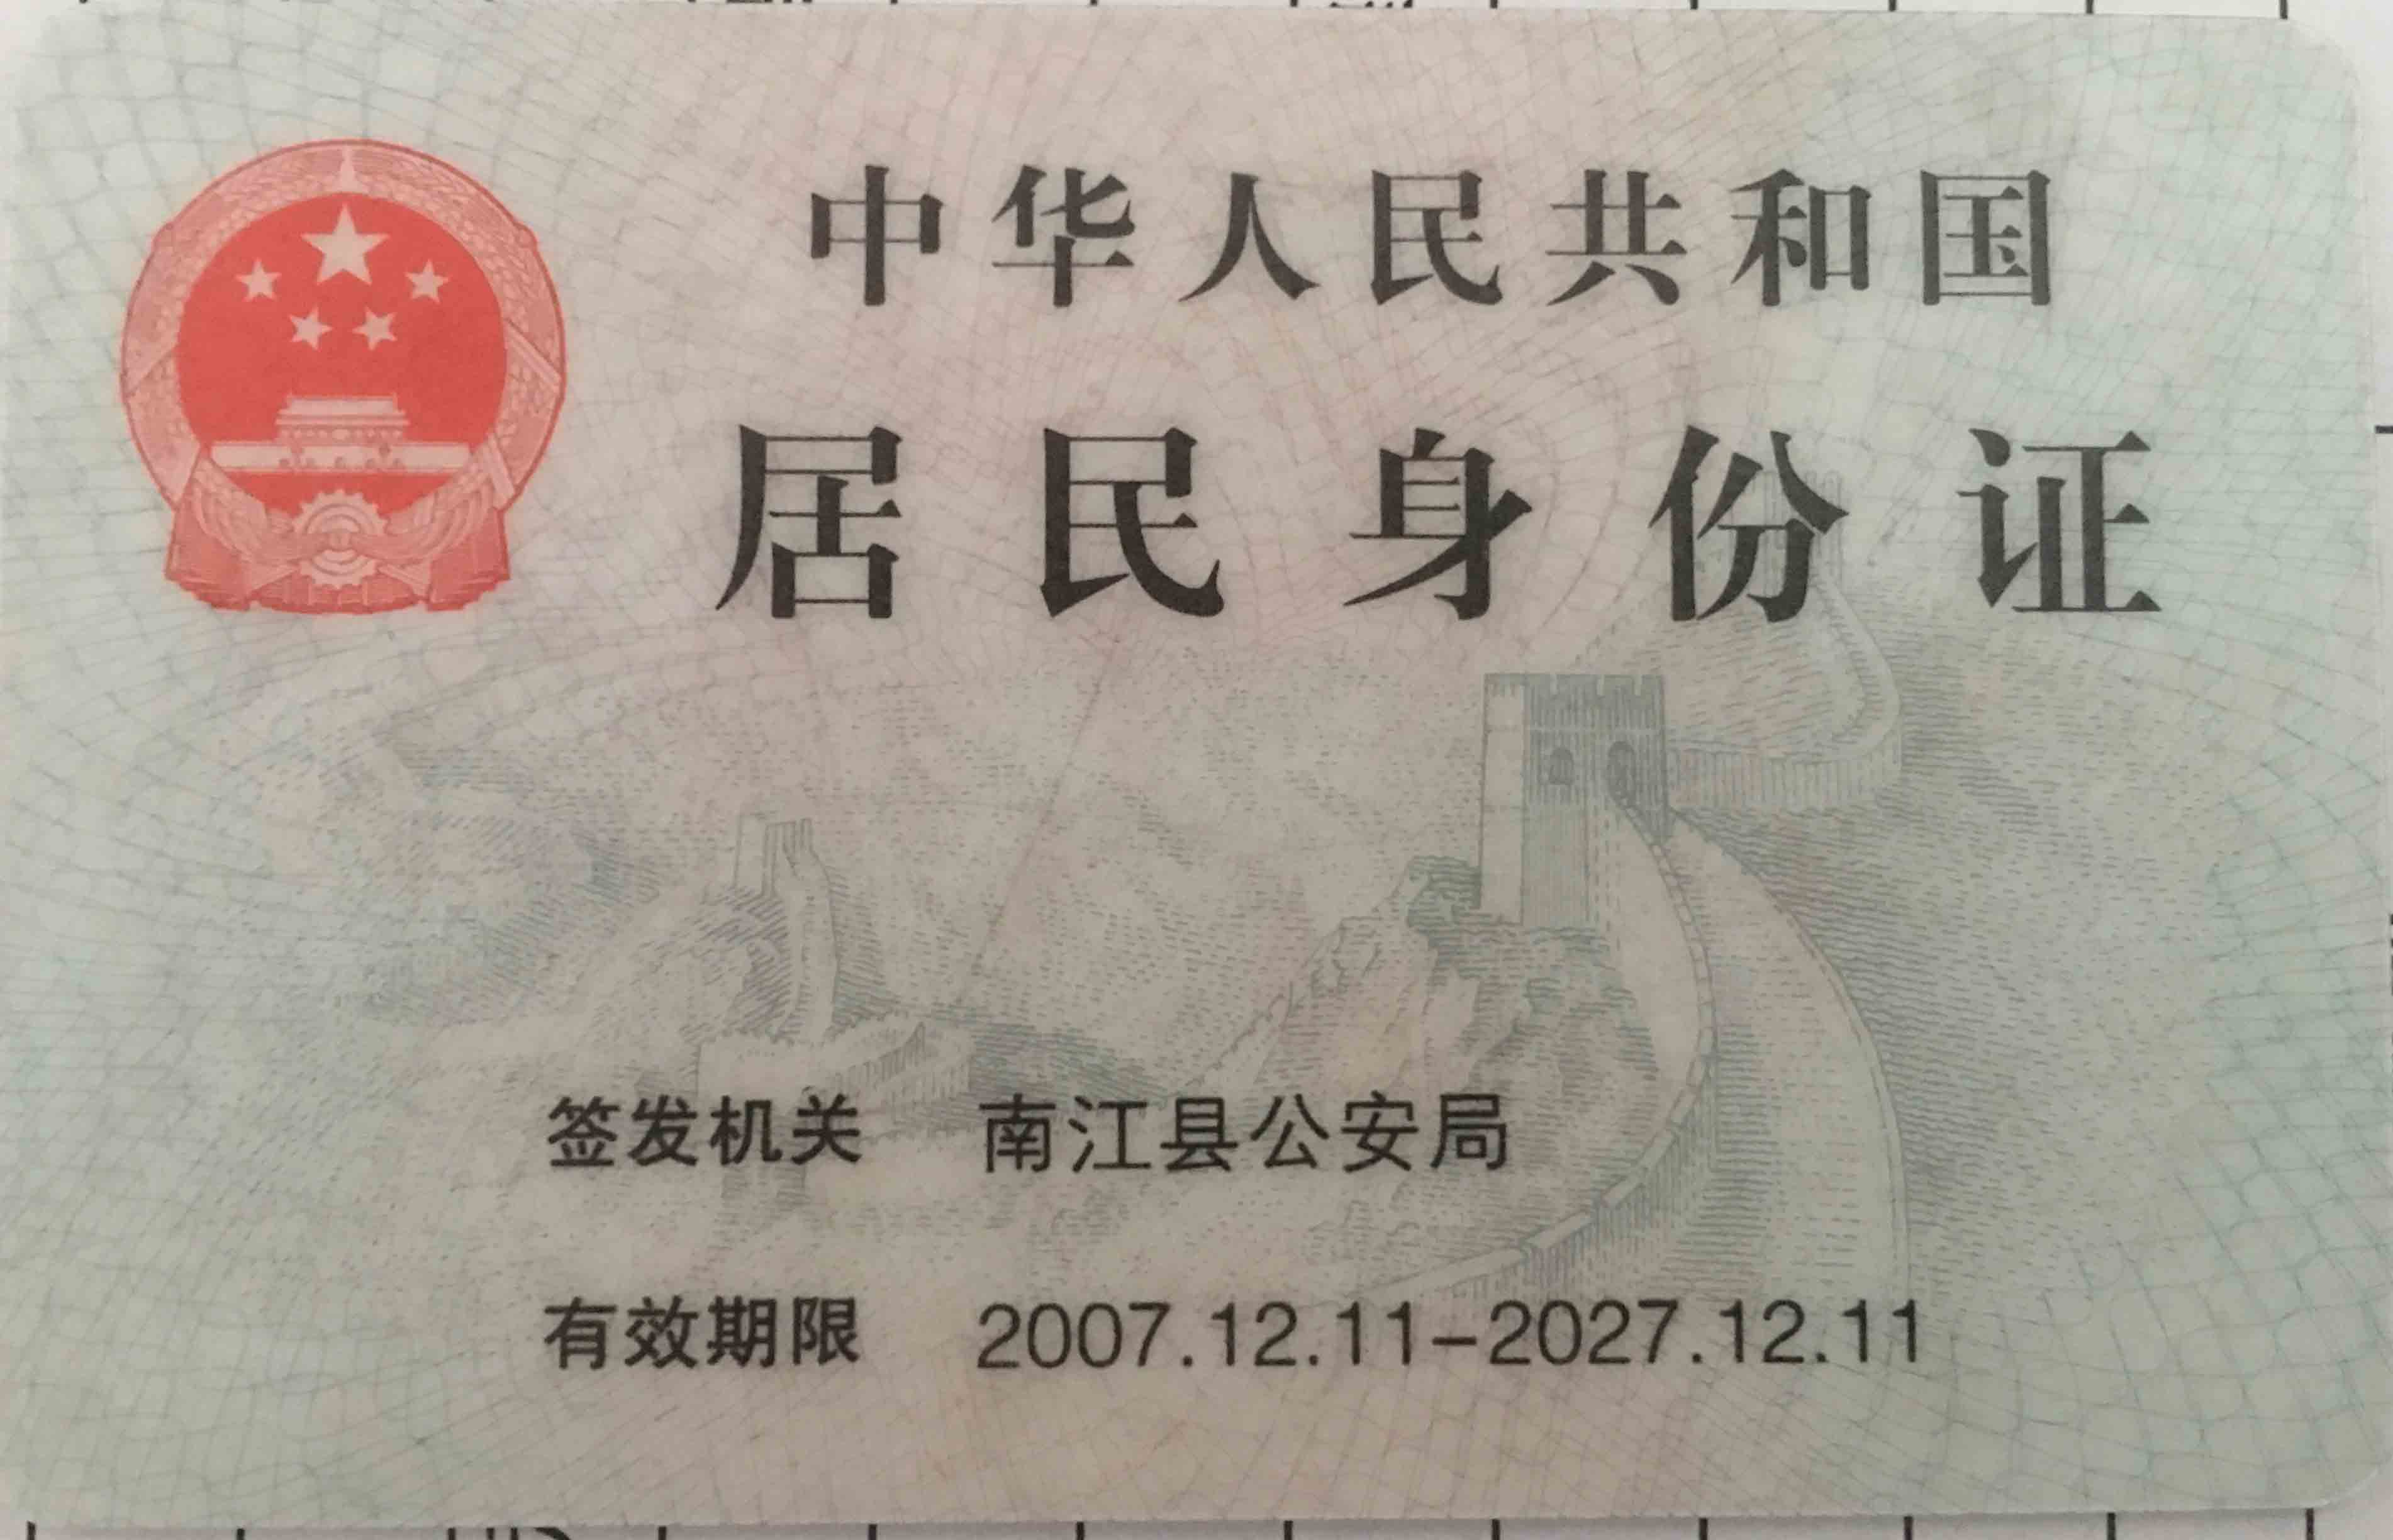 中华人民共和国
居民身份证
签发机关 南江县公安局
有效期限 2007.12.11-2027.12.11